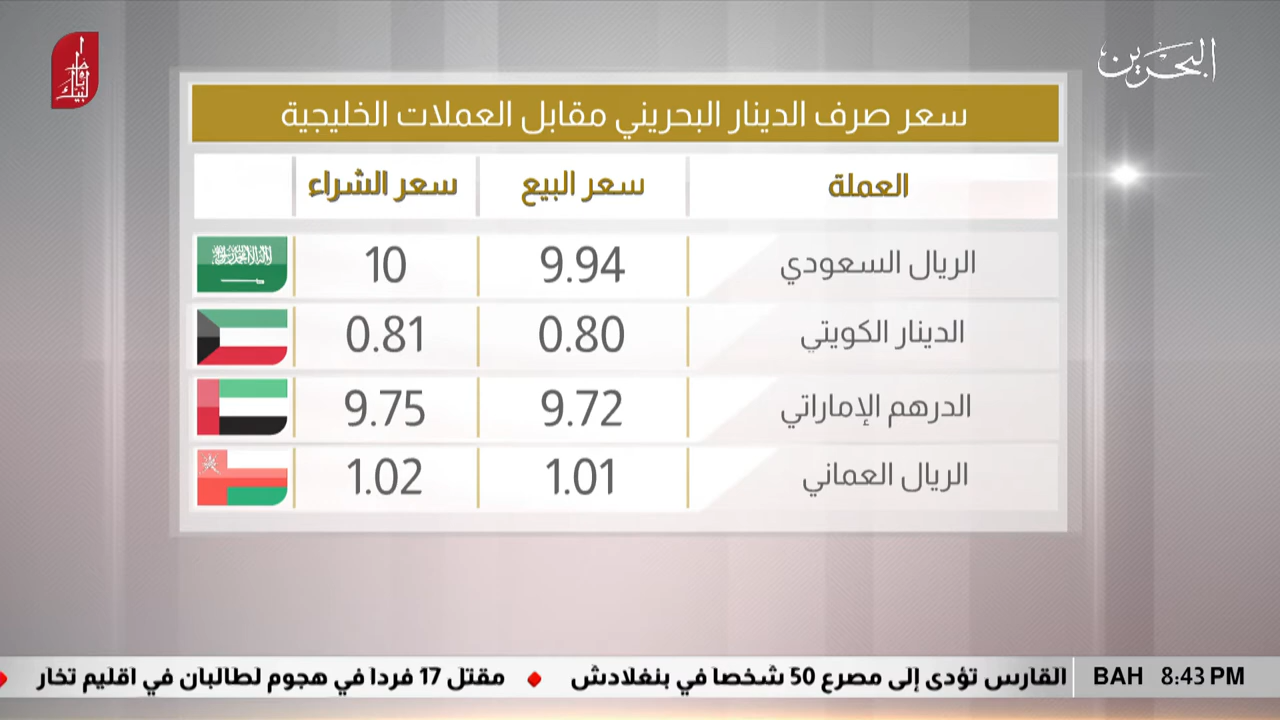 البحرين
سعر صرف الدينار البحريني مقابل العملات الخليجية
العملة سعر البيع سعر الشراء
الريال السعودي 9.94 10
الدينار الكويتي 0.80 0.81
الدرهم الإماراتي 9.72 9.75
الريال العماني 1.01 1.02
BAH 8:43 PM
القارس تؤدى إلى مصرع 50 شخصا في بنغلادش ♦ مقتل 17 فردا في هجوم لطالبان في اقليم تخار